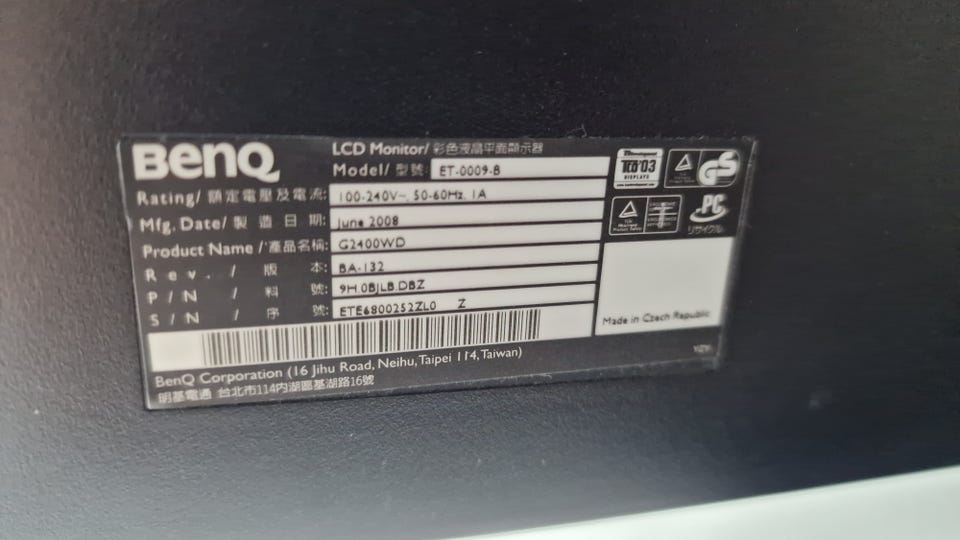 BenQ
LCD Monitor/ 彩色液晶平面顯示器
Model/ 型號: ET-0009-B
Rating/ 額定電壓及電流: 100-240V~, 50-60Hz, 1A
Mfg. Date/ 製造日期: June 2008
Product Name /產品名稱: G2400WD
Rev. / 版本: BA-132
P/N / 料號: 9H.0BJLB.DBZ
S/N / 序號: ETE6800252ZL0 Z
TCO'03
DISPLAYS
GS
PC
リサイクル
Made in Czech Republic
BenQ Corporation (16 Jihu Road, Neihu, Taipei 114, Taiwan)
明基電通 台北市114內湖區基湖路16號